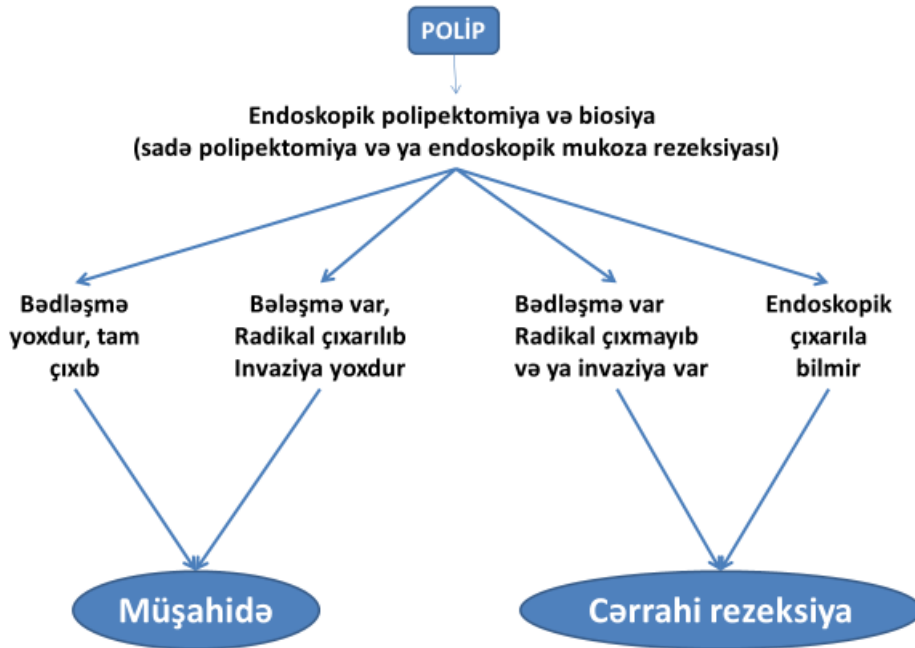 POLİP
Endoskopik polipektomiya və biosiya
(sadə polipektomiya və ya endoskopik mukoza rezeksiyası)
Bədləşmə
yoxdur, tam
çıxıb
Bələşmə var,
Radikal çıxarılıb
Invaziya yoxdur
Bədləşmə var
Radikal çıxmayıb
və ya invaziya var
Endoskopik
çıxarıla
bilmir
Müşahidə
Cərrahi rezeksiya